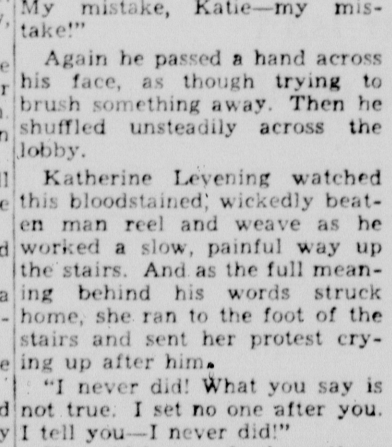 My mistake, Katie—my mis-
take!"
Again he passed a hand across
his face, as though trying to
brush something away. Then he
shuffled unsteadily across the
lobby.
Katherine Levening watched
this bloodstained, wickedly beat-
en man reel and weave as he
worked a slow, painful way up
the stairs. And as the full mean-
ing behind his words struck
home, she ran to the foot of the
stairs and sent her protest cry-
ing up after him.
"I never did! What you say is
not true. I set no one after you.
I tell you—I never did!"